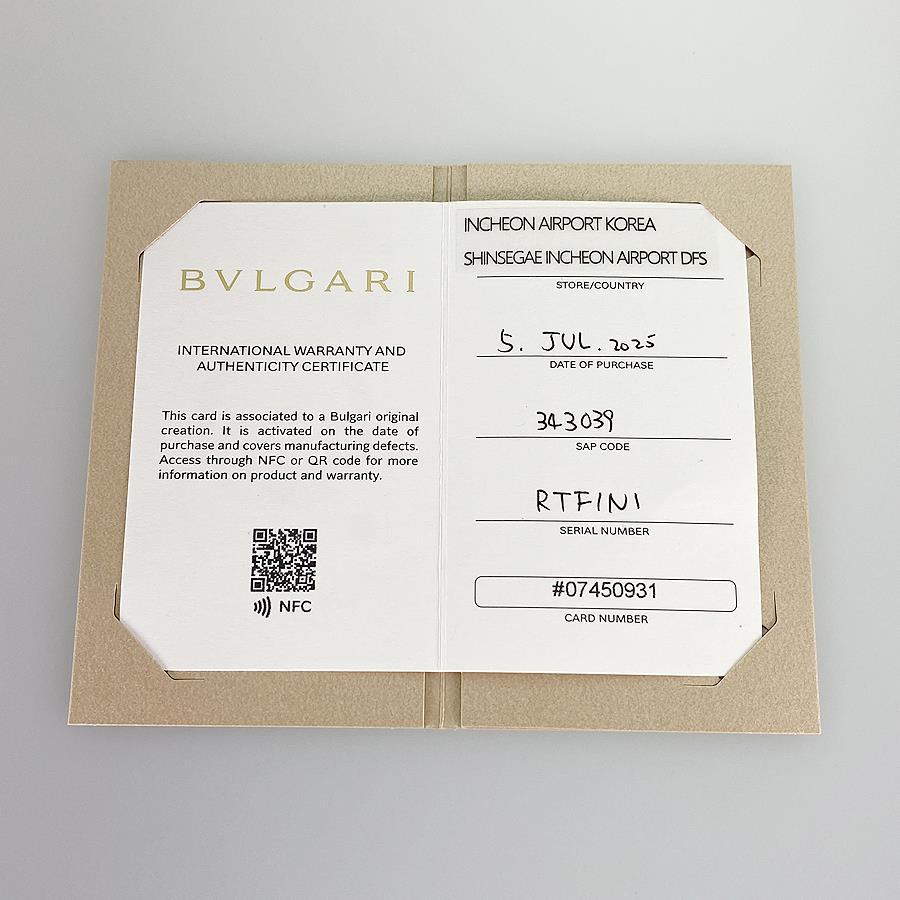 BVLGARI
INTERNATIONAL WARRANTY AND
AUTHENTICITY CERTIFICATE
This card is associated to a Bulgari original
creation. It is activated on the date of
purchase and covers manufacturing defects.
Access through NFC or QR code for more
information on product and warranty.
NFC
INCHEON AIRPORT KOREA
SHINSEGAE INCHEON AIRPORT DFS
STORE/COUNTRY
5. JUL. 2025
DATE OF PURCHASE
343039
SAP CODE
RTFINI
SERIAL NUMBER
#07450931
CARD NUMBER